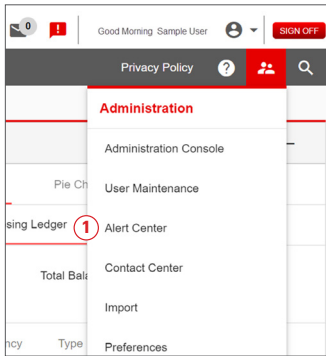 0
!
Good Morning Sample User
SIGN OFF
Privacy Policy ?
Administration
Administration Console
User Maintenance
Pie Ch
sing Ledger
1 Alert Center
Contact Center
Total Bala
Import
ncy Type
Preferences